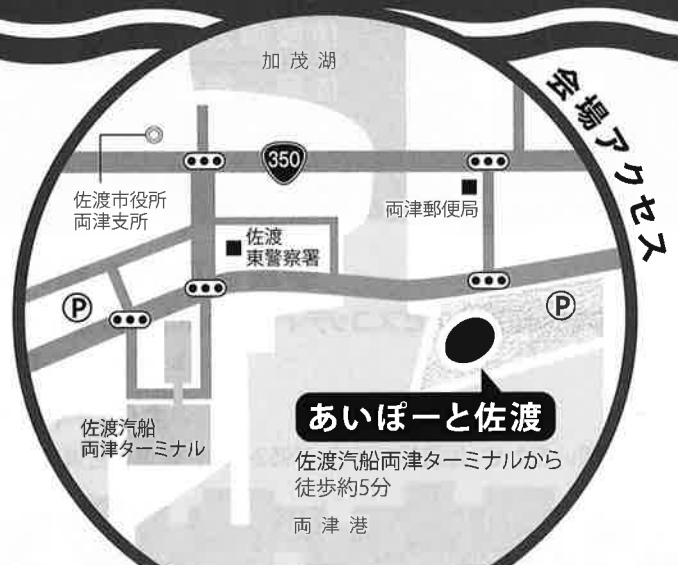 会場アクセス
加茂湖
350
佐渡市役所
両津支所
両津郵便局
佐渡
東警察署
P
P
あいぽーと佐渡
佐渡汽船両津ターミナルから
徒歩約5分
佐渡汽船
両津ターミナル
両津港